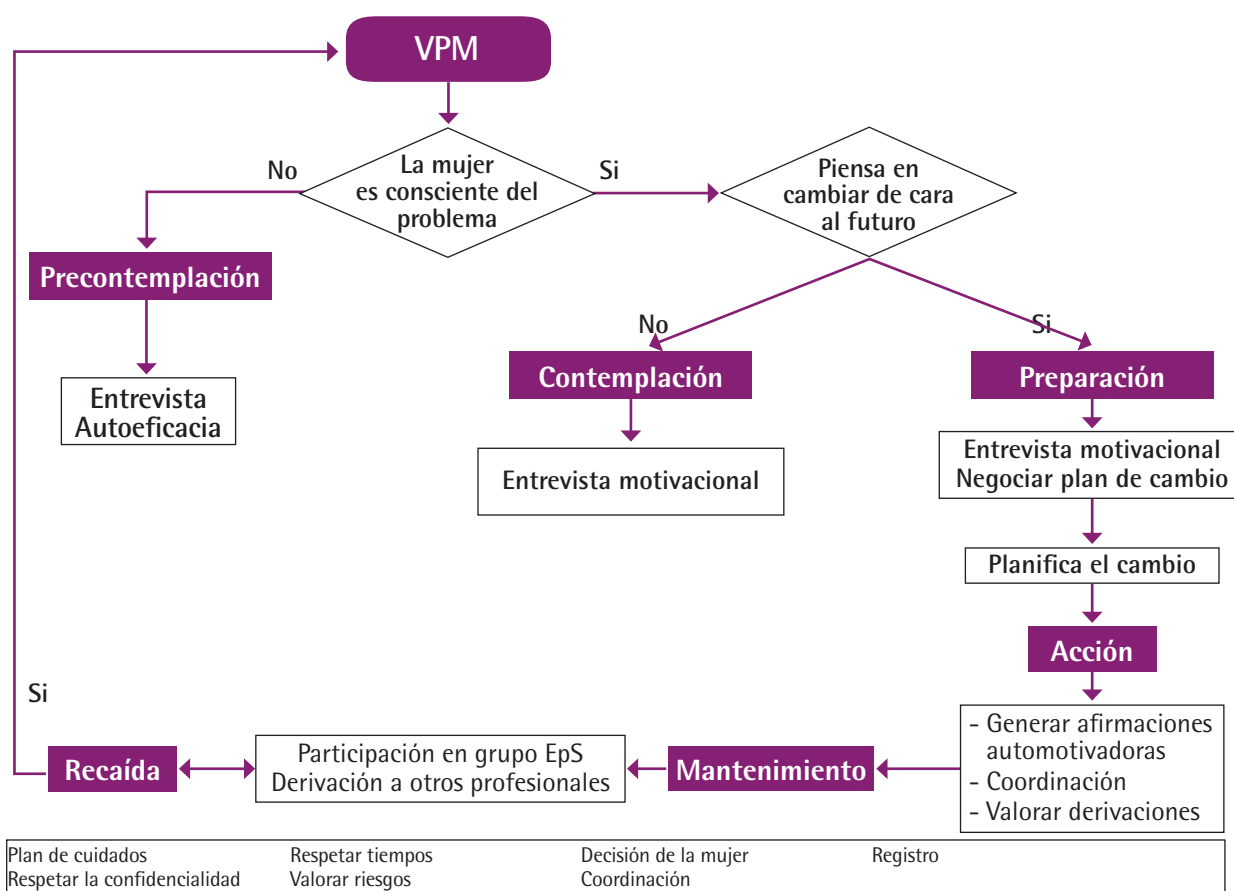 VPM
No
La mujer
es consciente del
problema
Si
Piensa en
cambiar de cara
al futuro
Precontemplación
Entrevista
Autoeficacia
No
Contemplación
Entrevista motivacional
Si
Preparación
Entrevista motivacional
Negociar plan de cambio
Planifica el cambio
Acción
- Generar afirmaciones
automotivadoras
- Coordinación
- Valorar derivaciones
Mantenimiento
Participación en grupo EpS
Derivación a otros profesionales
Recaída
Si
Plan de cuidados Respetar tiempos Decisión de la mujer Registro
Respetar la confidencialidad Valorar riesgos Coordinación